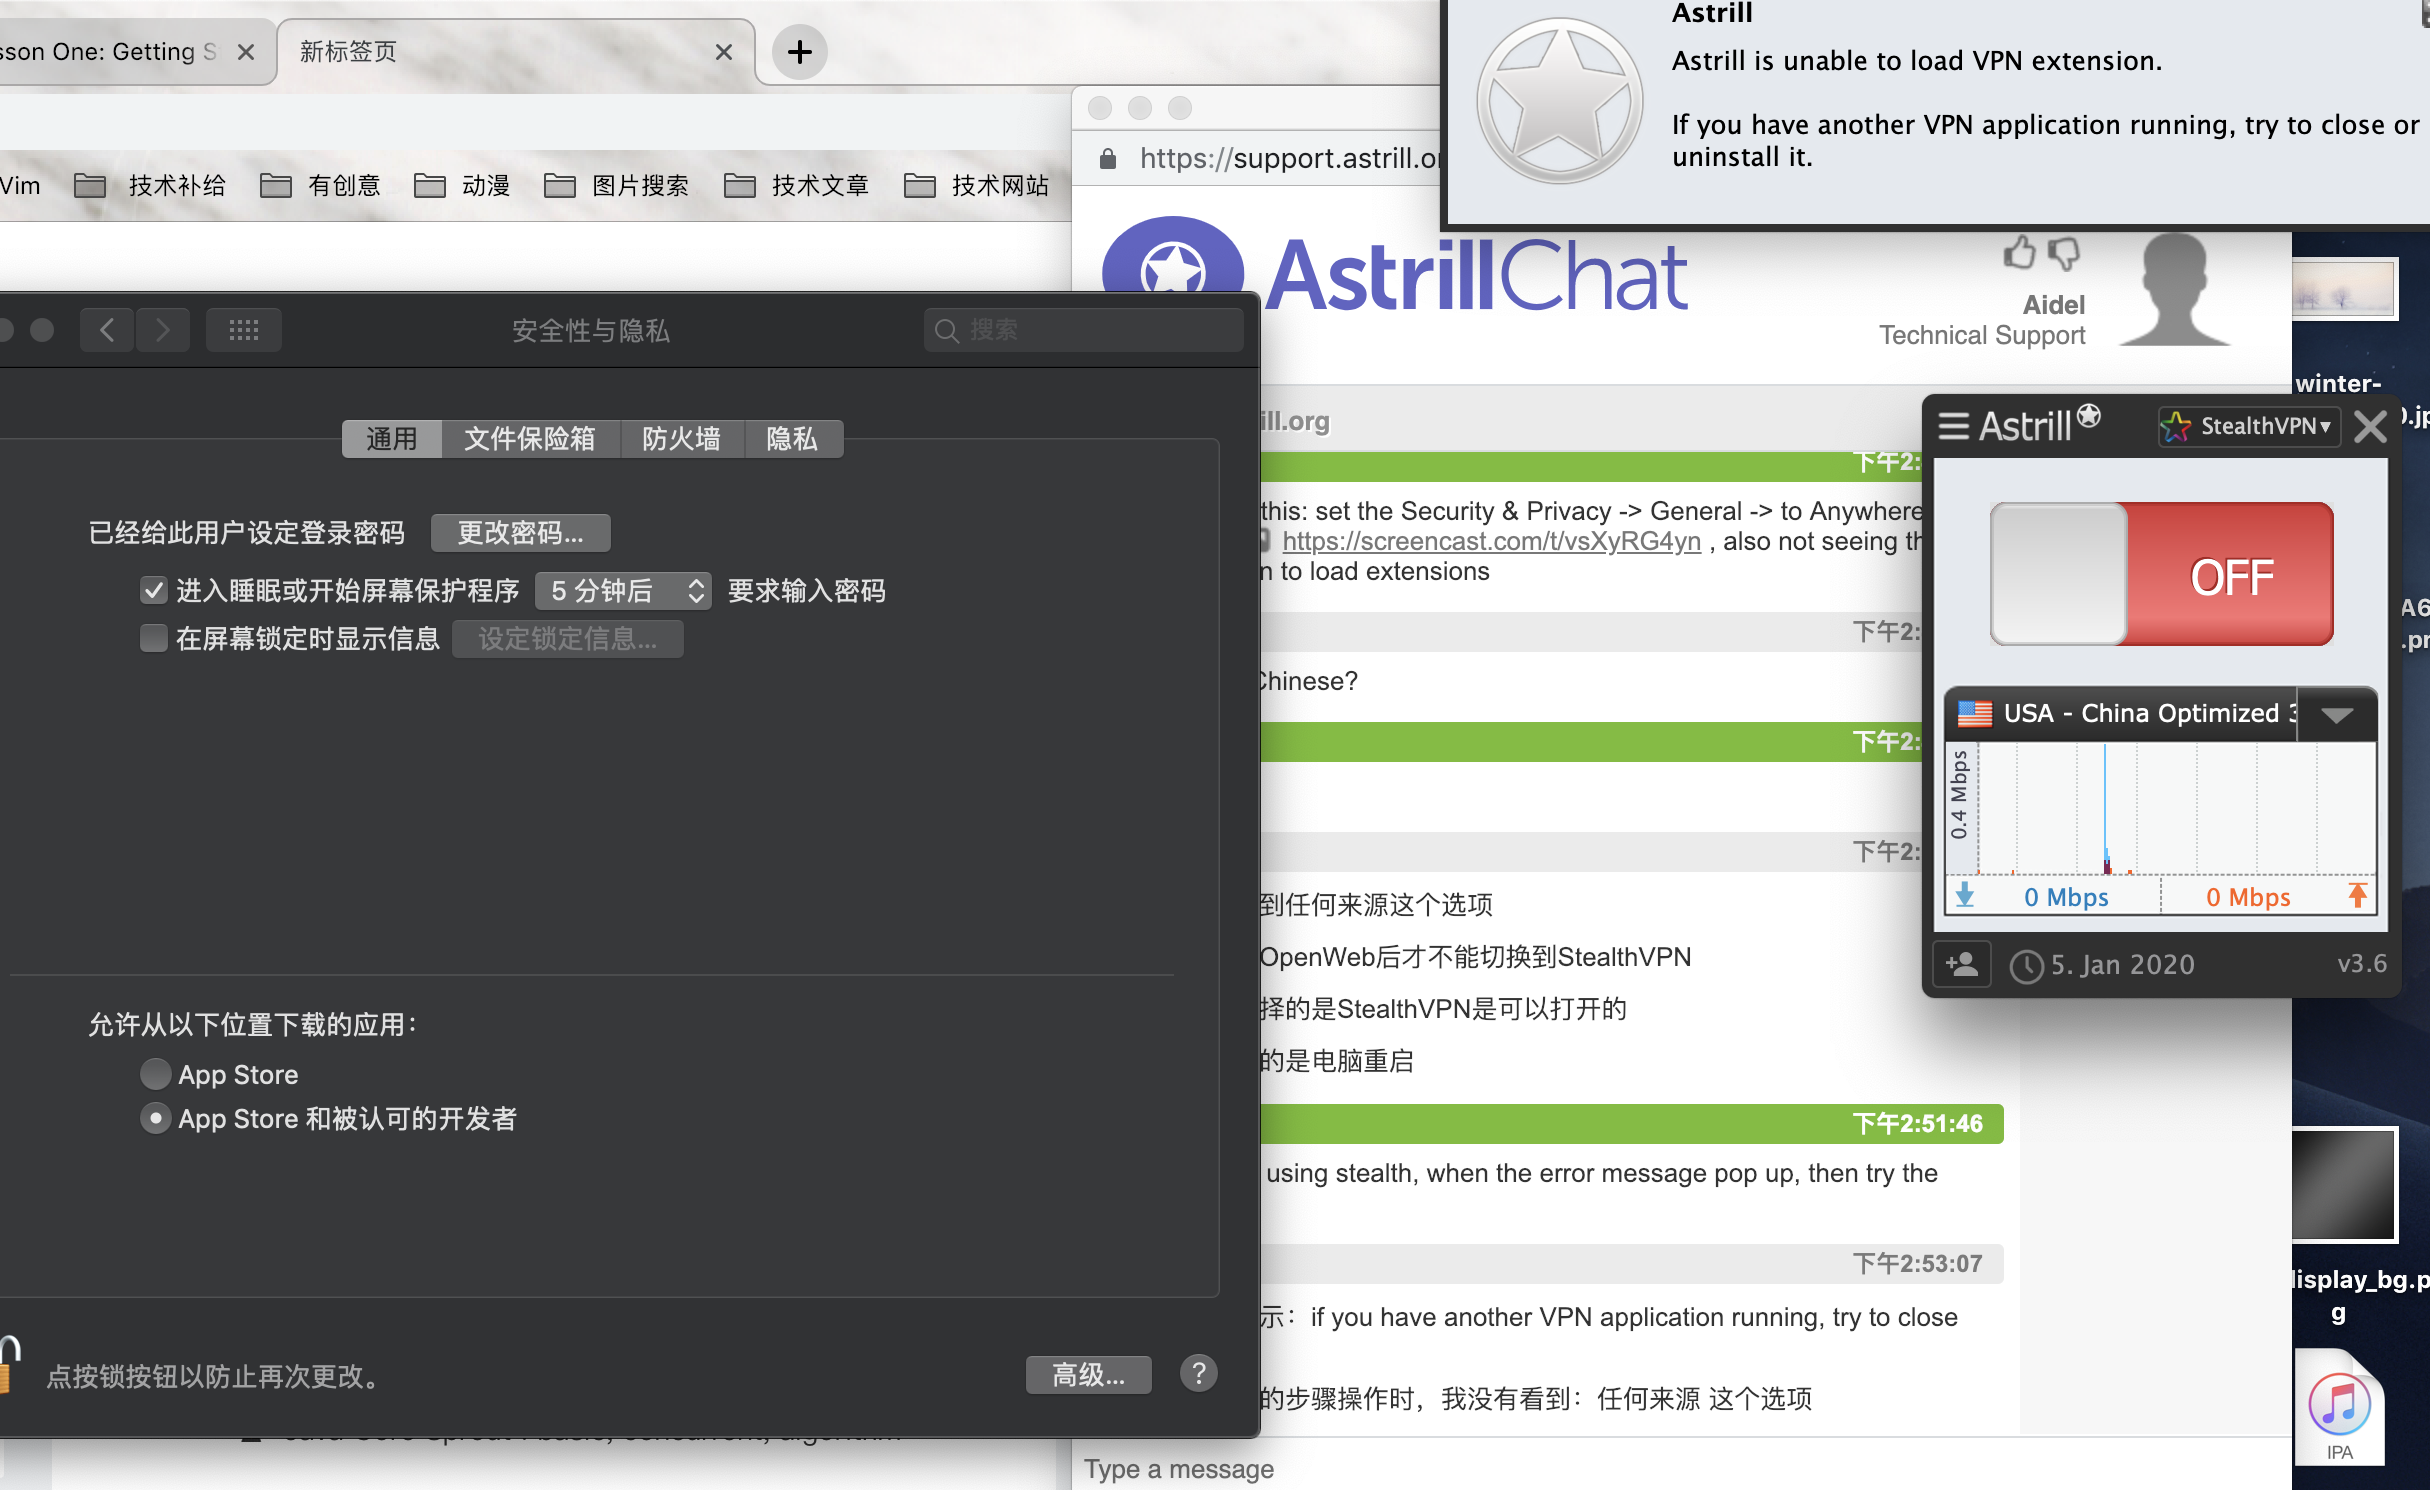 sson One: Getting S
新标签页
Vim
技术补给
有创意
动漫
图片搜索
技术文章
技术网站
Astrill
Astrill is unable to load VPN extension.
If you have another VPN application running, try to close or
uninstall it.
https://support.astrill.or
AstrillChat
Aidel
Technical Support
ill.org
下午2:
this: set the Security & Privacy -> General -> to Anywhere
https://screencast.com/t/vsXyRG4yn , also not seeing th
n to load extensions
下午2:
Chinese?
下午2:
下午2:
到任何来源这个选项
OpenWeb后才不能切换到StealthVPN
择的是StealthVPN是可以打开的
的是电脑重启
下午2:51:46
using stealth, when the error message pop up, then try the
下午2:53:07
示：if you have another VPN application running, try to close
的步骤操作时，我没有看到：任何来源 这个选项
Type a message
安全性与隐私
搜索
通用
文件保险箱
防火墙
隐私
已经给此用户设定登录密码
更改密码...
进入睡眠或开始屏幕保护程序
5 分钟后
要求输入密码
在屏幕锁定时显示信息
设定锁定信息...
允许从以下位置下载的应用：
App Store
App Store 和被认可的开发者
点按锁按钮以防止再次更改。
高级...
?
Astrill
StealthVPN
OFF
USA - China Optimized 3
0.4 Mbps
0 Mbps
0 Mbps
5. Jan 2020
v3.6
winter-
0.jp
A6
.pn
display_bg.p
g
IPA